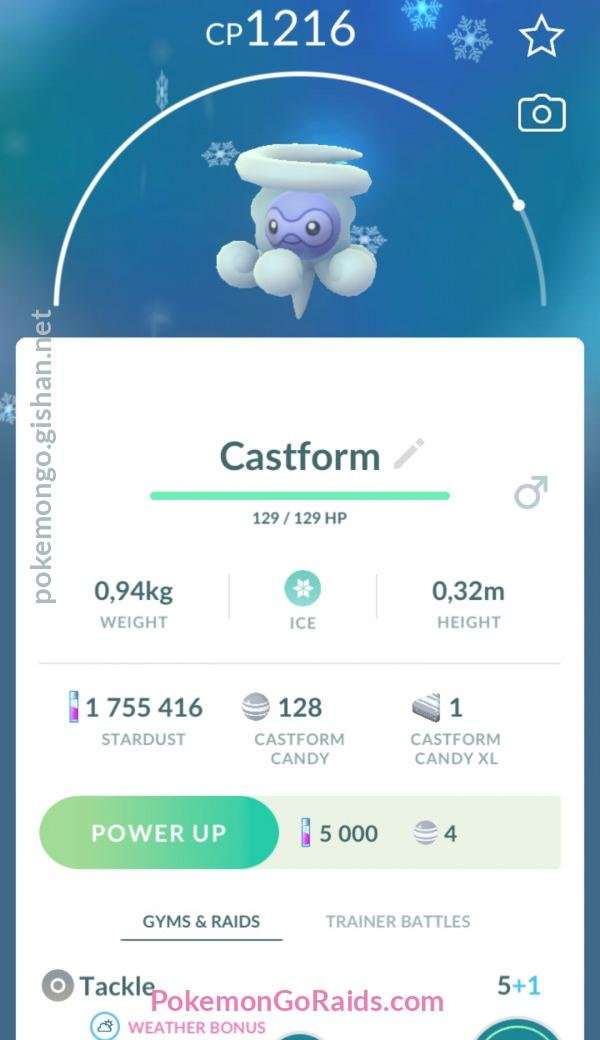 CP1216
pokemongo.gishan.net
Castform
129 / 129 HP
0,94kg
WEIGHT
ICE
0,32m
HEIGHT
1 755 416
STARDUST
128
CASTFORM
CANDY
1
CASTFORM
CANDY XL
POWER UP
5 000
4
GYMS & RAIDS
TRAINER BATTLES
Tackle
5+1
PokemonGoRaids.com
WEATHER BONUS